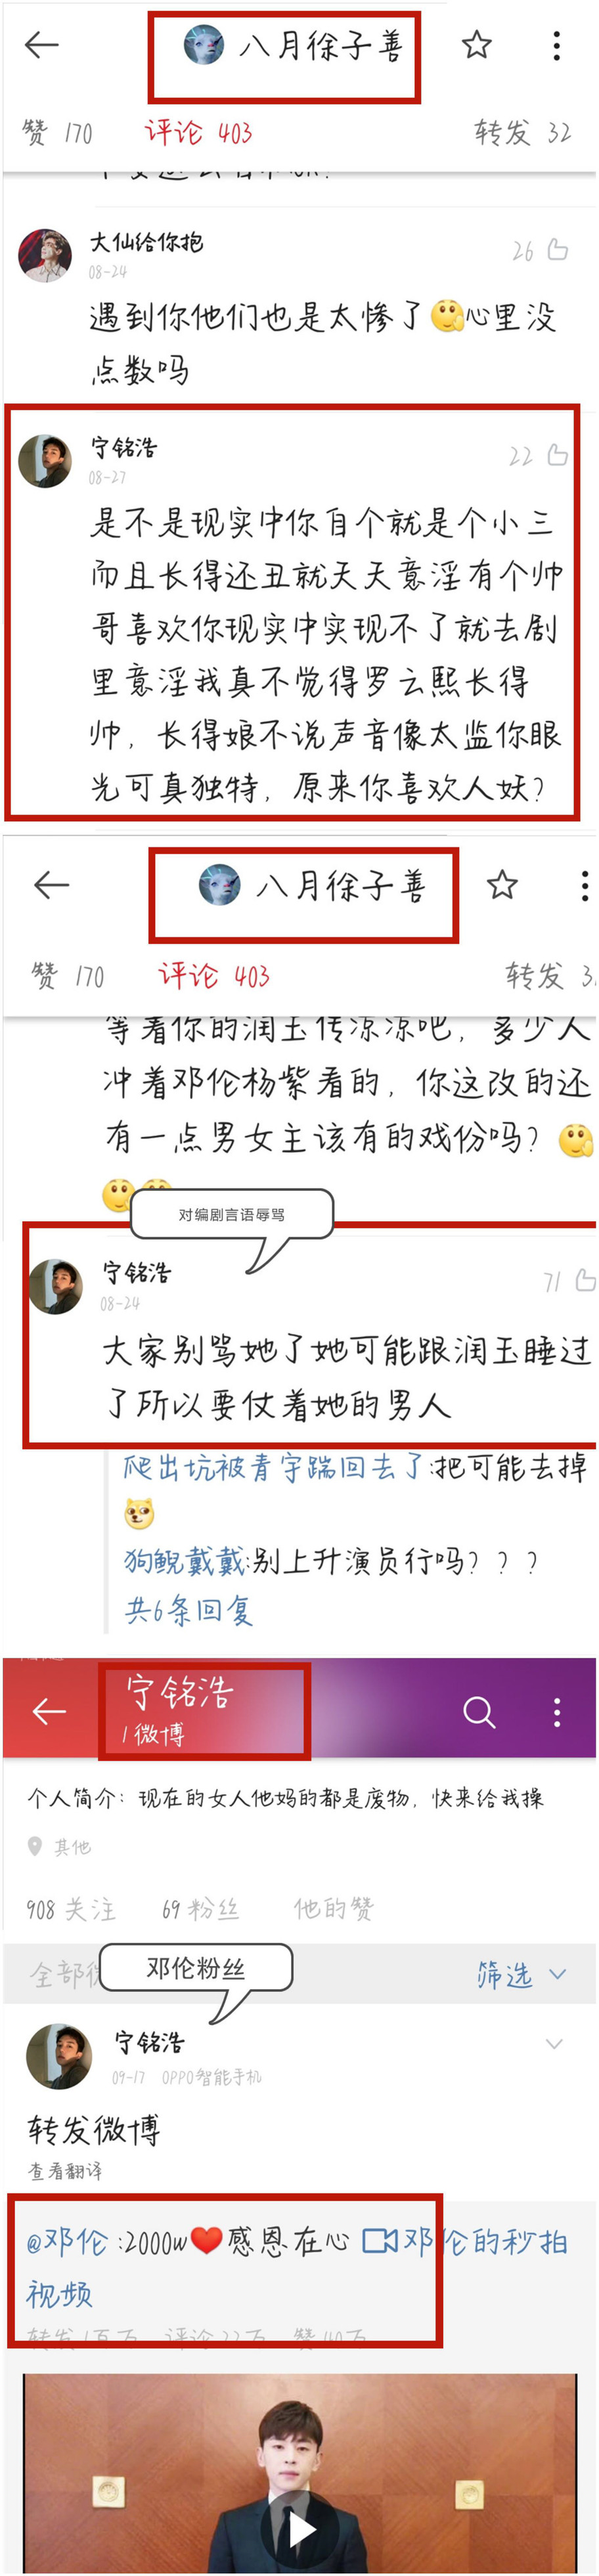 八月徐子善
赞 170 评论 403 转发 32
大仙给你抱
26
08-24
遇到你他们也是太惨了心里没
点数吗
宁铭浩
22
08-27
是不是现实中你自个就是个小三
而且长得还丑就天天意淫有个帅
哥喜欢你现实中实现不了就去剧
里意淫我真不觉得罗云熙长得
帅，长得娘不说声音像太监你眼
光可真独特，原来你喜欢人妖？
八月徐子善
赞 170 评论 403 转发 3
等着你的润玉传凉凉吧，多少人
冲着邓伦杨紫看的，你这改的还
有一点男女主该有的戏份吗？
对编剧言语辱骂
宁铭浩
71
08-24
大家别骂她了她可能跟润玉睡过
了所以要仗着她的男人
爬出坑被青宇踹回去了:把可能去掉
狗鲵戴戴:别上升演员行吗？？？
共6条回复
宁铭浩
1微博
个人简介：现在的女人他妈的都是废物，快来给我操
其他
908 关注 69 粉丝 他的赞
全部微
邓伦粉丝
筛选
宁铭浩
09-17 OPPO智能手机
转发微博
查看翻译
@邓伦:2000w❤️感恩在心 邓伦的秒拍
视频
转发1百万 评论22万 赞40万